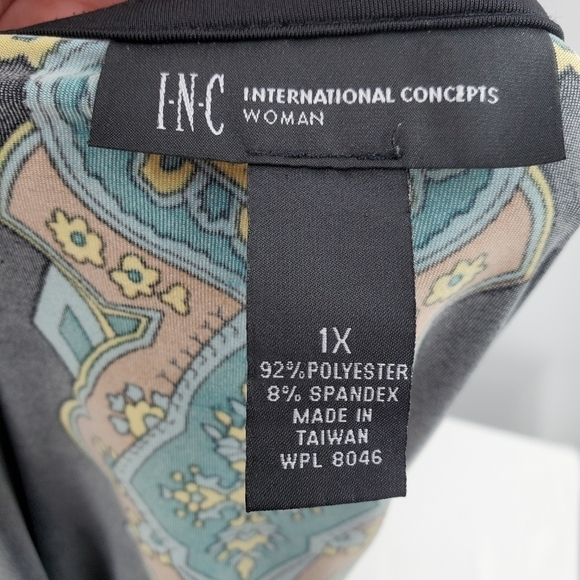 I·N·C INTERNATIONAL CONCEPTS
WOMAN
1X
92% POLYESTER
8% SPANDEX
MADE IN
TAIWAN
WPL 8046